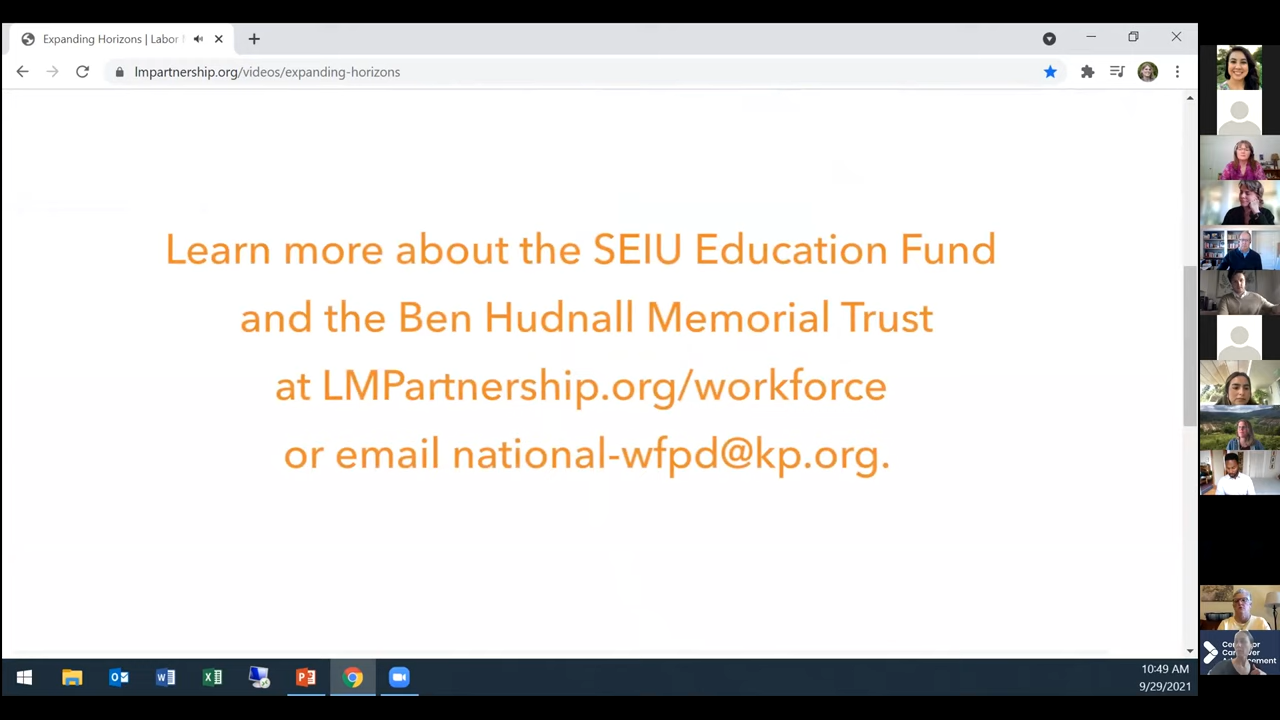 Expanding Horizons | Labor
lmpartnership.org/videos/expanding-horizons
Learn more about the SEIU Education Fund
and the Ben Hudnall Memorial Trust
at LMPartnership.org/workforce
or email national-wfpd@kp.org.
10:49 AM
9/29/2021